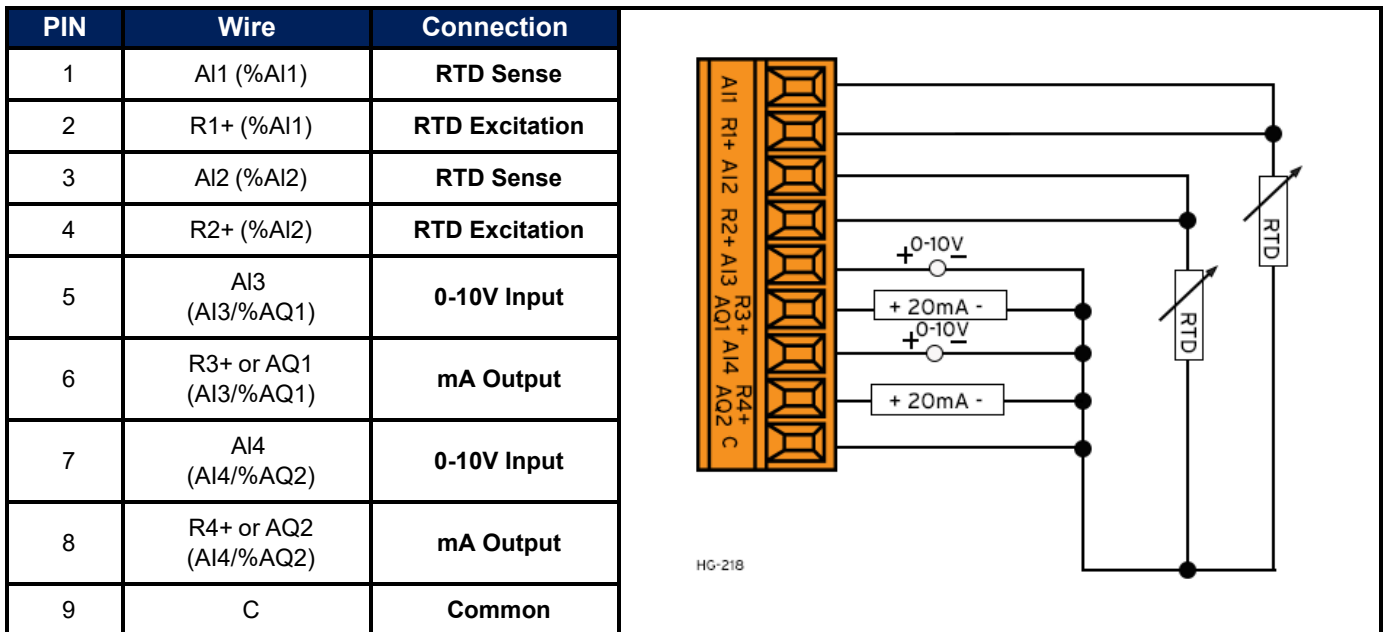 PIN Wire Connection
1 AI1 (%AI1) RTD Sense
2 R1+ (%AI1) RTD Excitation
3 AI2 (%AI2) RTD Sense
4 R2+ (%AI2) RTD Excitation
5 AI3 (AI3/%AQ1) 0-10V Input
6 R3+ or AQ1 (AI3/%AQ1) mA Output
7 AI4 (AI4/%AQ2) 0-10V Input
8 R4+ or AQ2 (AI4/%AQ2) mA Output
9 C Common
AI1
R1+
AI2
R2+
AI3
R3+
AQ1
AI4
R4+
AQ2
C
+0-10V-
+ 20mA -
+0-10V-
+ 20mA -
RTD
RTD
HG-218